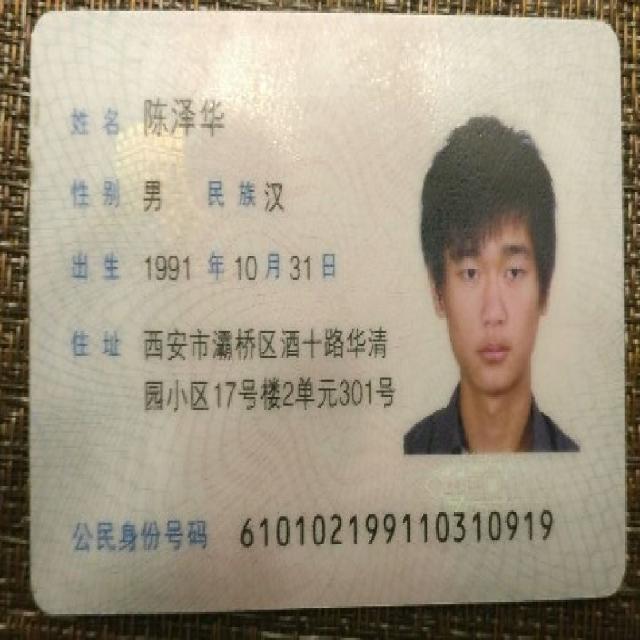 姓名 陈泽华
性别 男 民族 汉
出生 1991 年 10 月 31 日
住址 西安市灞桥区酒十路华清
园小区17号楼2单元301号
公民身份号码 610102199110310919